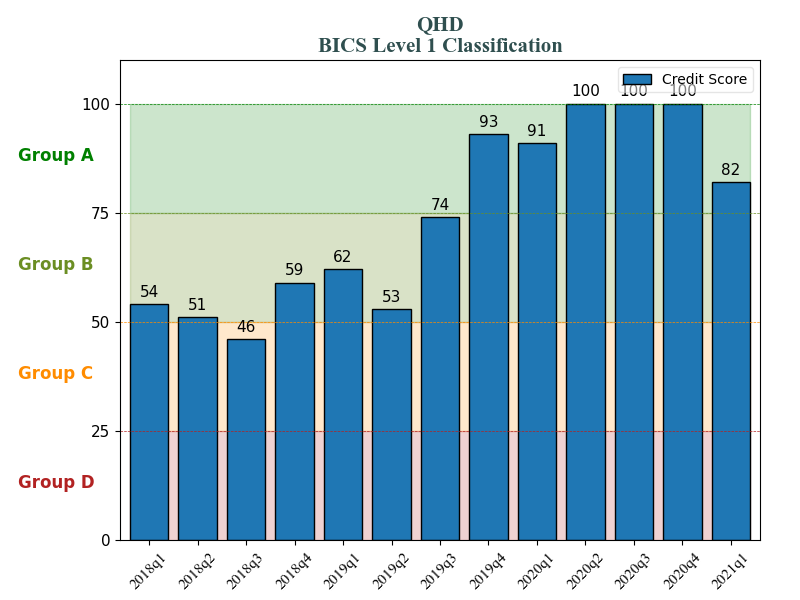 QHD
BICS Level 1 Classification
Credit Score
100
75
50
25
0
Group A
Group B
Group C
Group D
54
51
46
59
62
53
74
93
91
100
100
100
82
2018q1
2018q2
2018q3
2018q4
2019q1
2019q2
2019q3
2019q4
2020q1
2020q2
2020q3
2020q4
2021q1